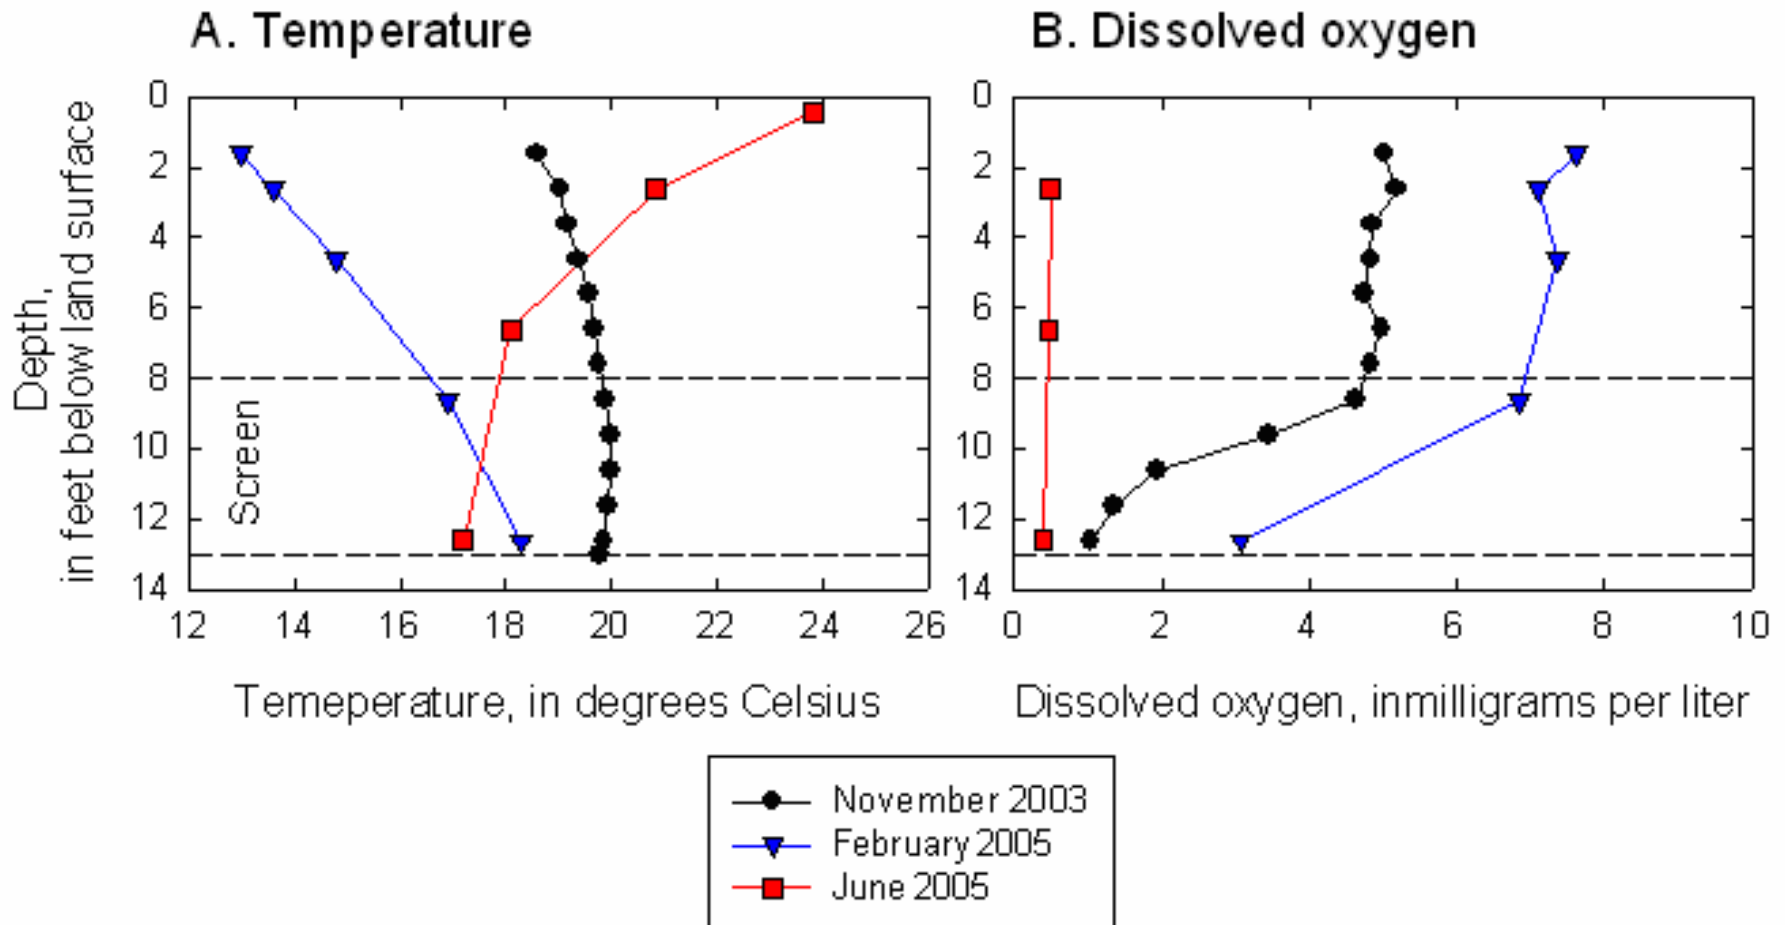 A. Temperature
B. Dissolved oxygen
Depth,
in feet below land surface
0
2
4
6
8
10
12
14
Screen
12 14 16 18 20 22 24 26
Temeperature, in degrees Celsius
0
2
4
6
8
10
12
14
0 2 4 6 8 10
Dissolved oxygen, inmilligrams per liter
November 2003
February 2005
June 2005